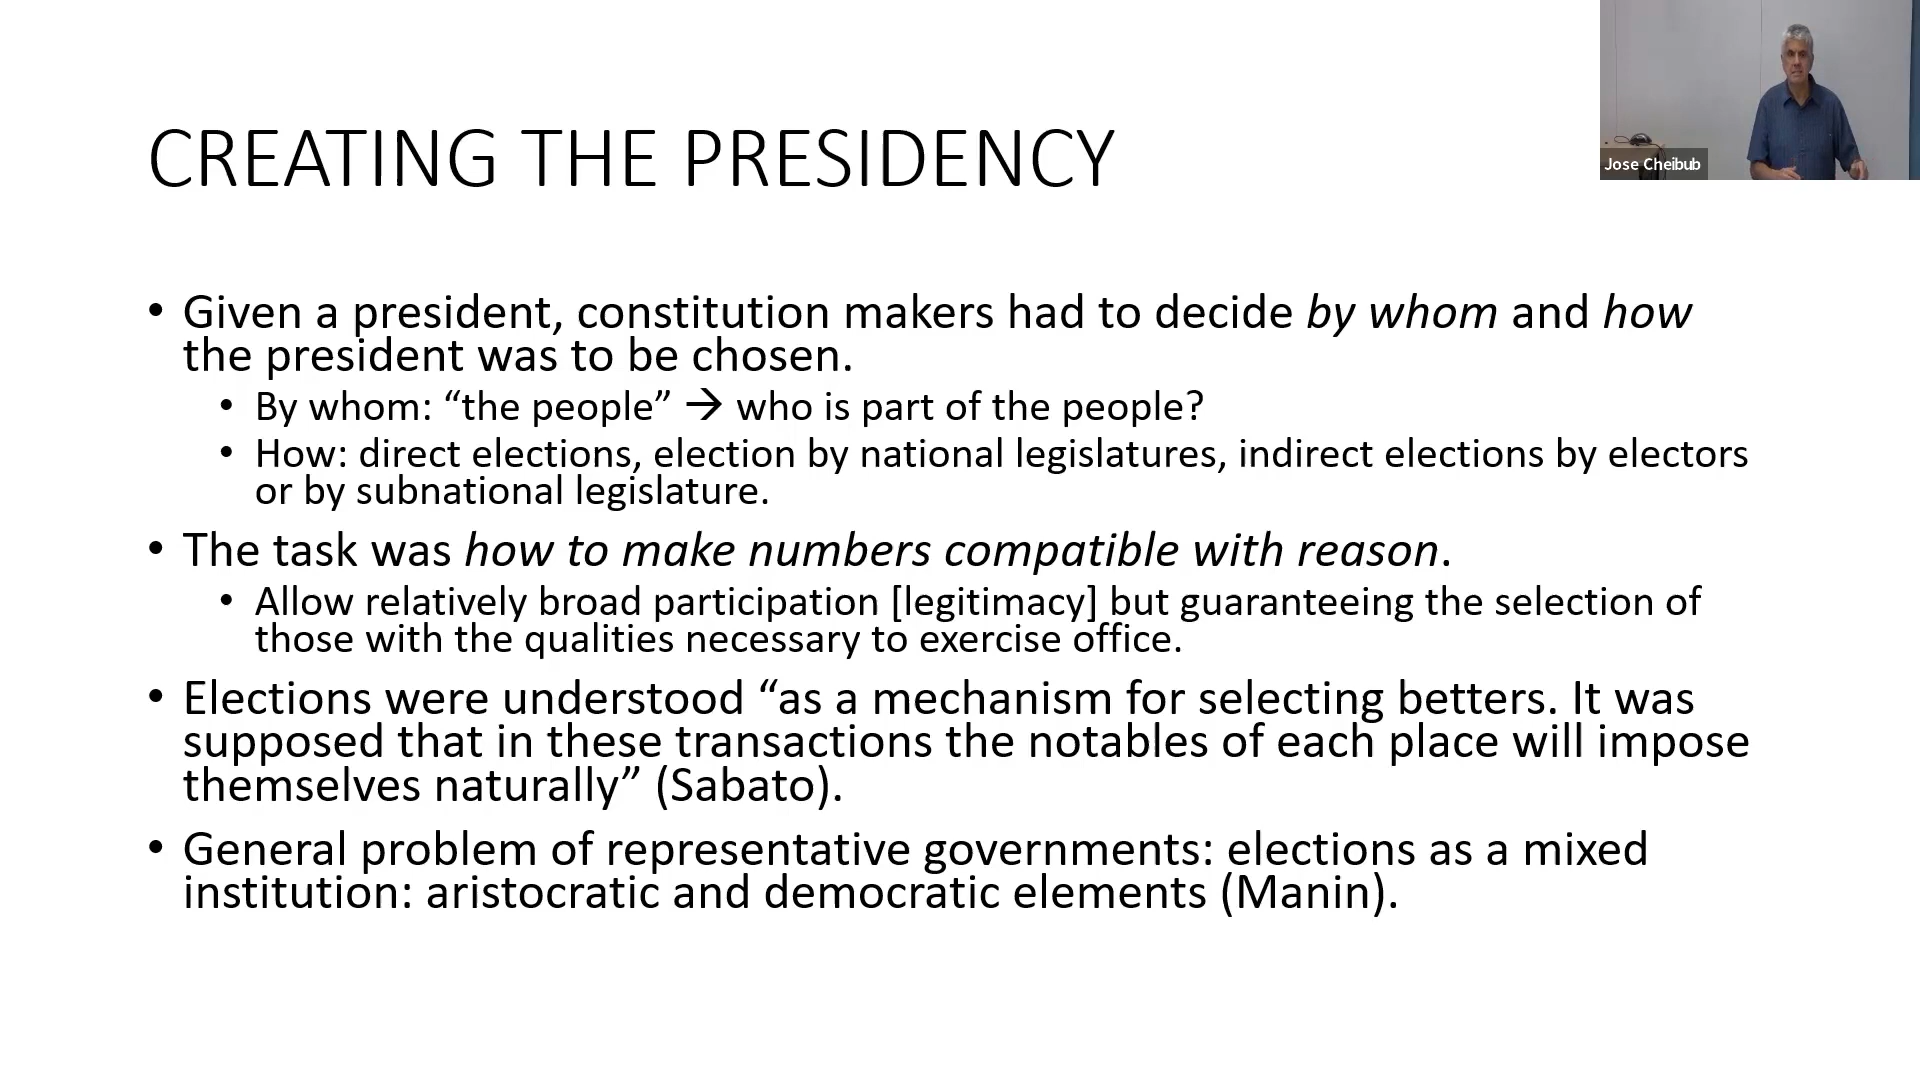 Jose Cheibub
CREATING THE PRESIDENCY
• Given a president, constitution makers had to decide by whom and how
the president was to be chosen.
• By whom: “the people” → who is part of the people?
• How: direct elections, election by national legislatures, indirect elections by electors
or by subnational legislature.
• The task was how to make numbers compatible with reason.
• Allow relatively broad participation [legitimacy] but guaranteeing the selection of
those with the qualities necessary to exercise office.
• Elections were understood “as a mechanism for selecting betters. It was
supposed that in these transactions the notables of each place will impose
themselves naturally” (Sabato).
• General problem of representative governments: elections as a mixed
institution: aristocratic and democratic elements (Manin).